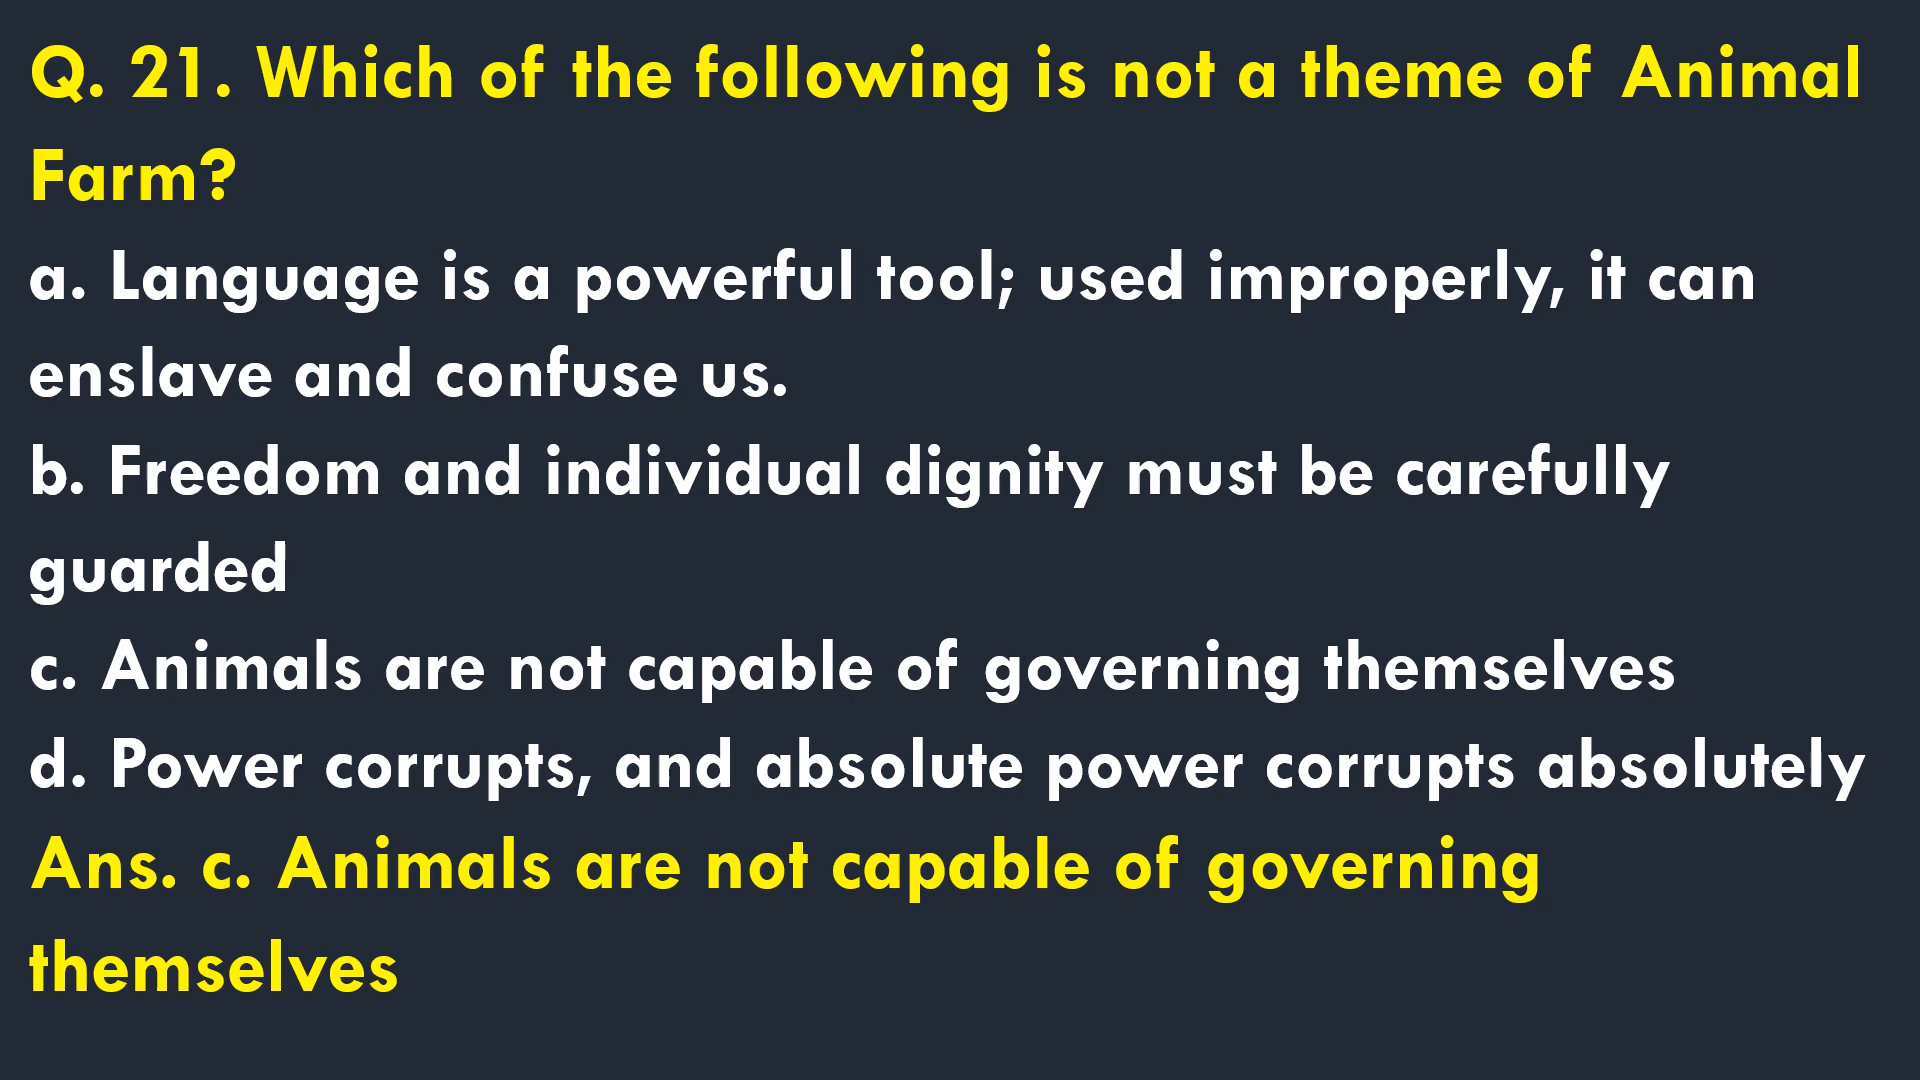 Q. 21. Which of the following is not a theme of Animal
Farm?
a. Language is a powerful tool; used improperly, it can
enslave and confuse us.
b. Freedom and individual dignity must be carefully
guarded
c. Animals are not capable of governing themselves
d. Power corrupts, and absolute power corrupts absolutely
Ans. c. Animals are not capable of governing
themselves